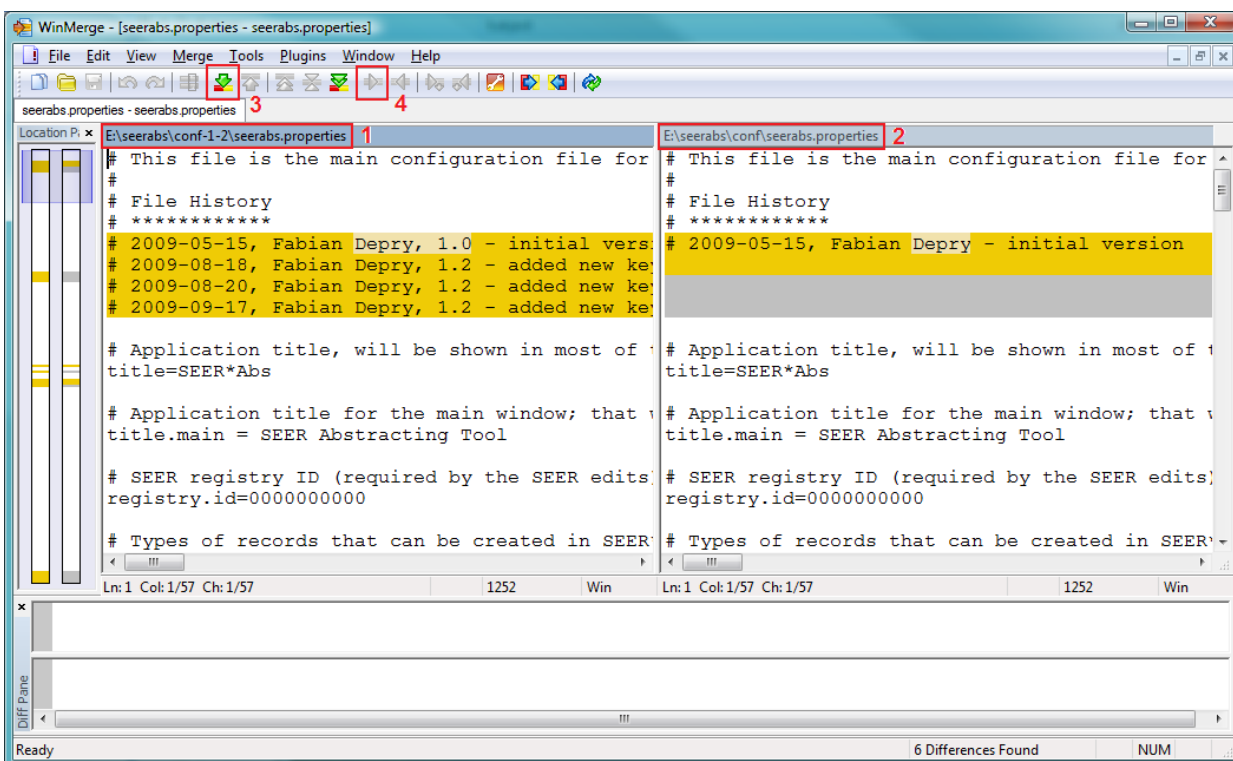 WinMerge - [seerabs.properties - seerabs.properties]
File Edit View Merge Tools Plugins Window Help
3 4
seerabs.properties - seerabs.properties
Location Pa
E:\seerabs\conf-1-2\seerabs.properties 1
# This file is the main configuration file for
#
# File History
# ************
# 2009-05-15, Fabian Depry, 1.0 - initial vers
# 2009-08-18, Fabian Depry, 1.2 - added new key
# 2009-08-20, Fabian Depry, 1.2 - added new key
# 2009-09-17, Fabian Depry, 1.2 - added new key
# Application title, will be shown in most of
title=SEER*Abs
# Application title for the main window; that
title.main = SEER Abstracting Tool
# SEER registry ID (required by the SEER edits)
registry.id=0000000000
# Types of records that can be created in SEER
Ln: 1 Col: 1/57 Ch: 1/57 1252 Win
E:\seerabs\conf\seerabs.properties 2
# This file is the main configuration file for
#
# File History
# ************
# 2009-05-15, Fabian Depry - initial version
# Application title, will be shown in most of t
title=SEER*Abs
# Application title for the main window; that
title.main = SEER Abstracting Tool
# SEER registry ID (required by the SEER edits)
registry.id=0000000000
# Types of records that can be created in SEER
Ln: 1 Col: 1/57 Ch: 1/57 1252 Win
Diff Pane
Ready 6 Differences Found NUM